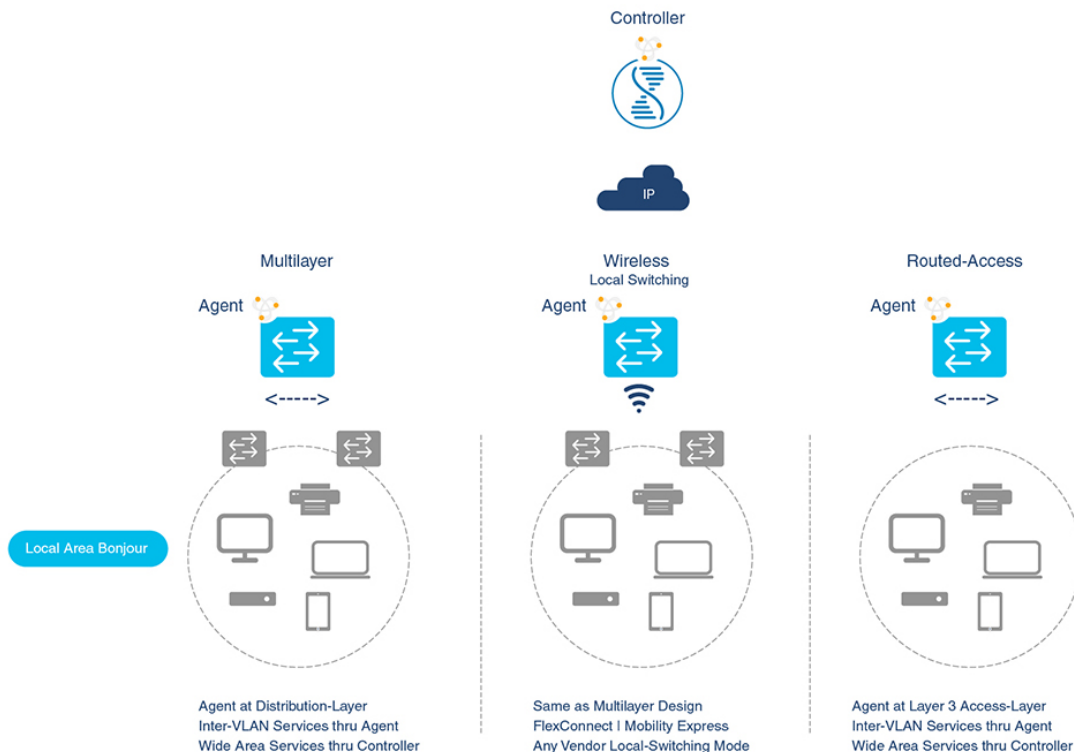 Controller
IP
Multilayer
Wireless
Local Switching
Routed-Access
Agent
Agent
Agent
<----->
<----->
Local Area Bonjour
Agent at Distribution-Layer
Inter-VLAN Services thru Agent
Wide Area Services thru Controller
Same as Multilayer Design
FlexConnect | Mobility Express
Any Vendor Local-Switching Mode
Agent at Layer 3 Access-Layer
Inter-VLAN Services thru Agent
Wide Area Services thru Controller